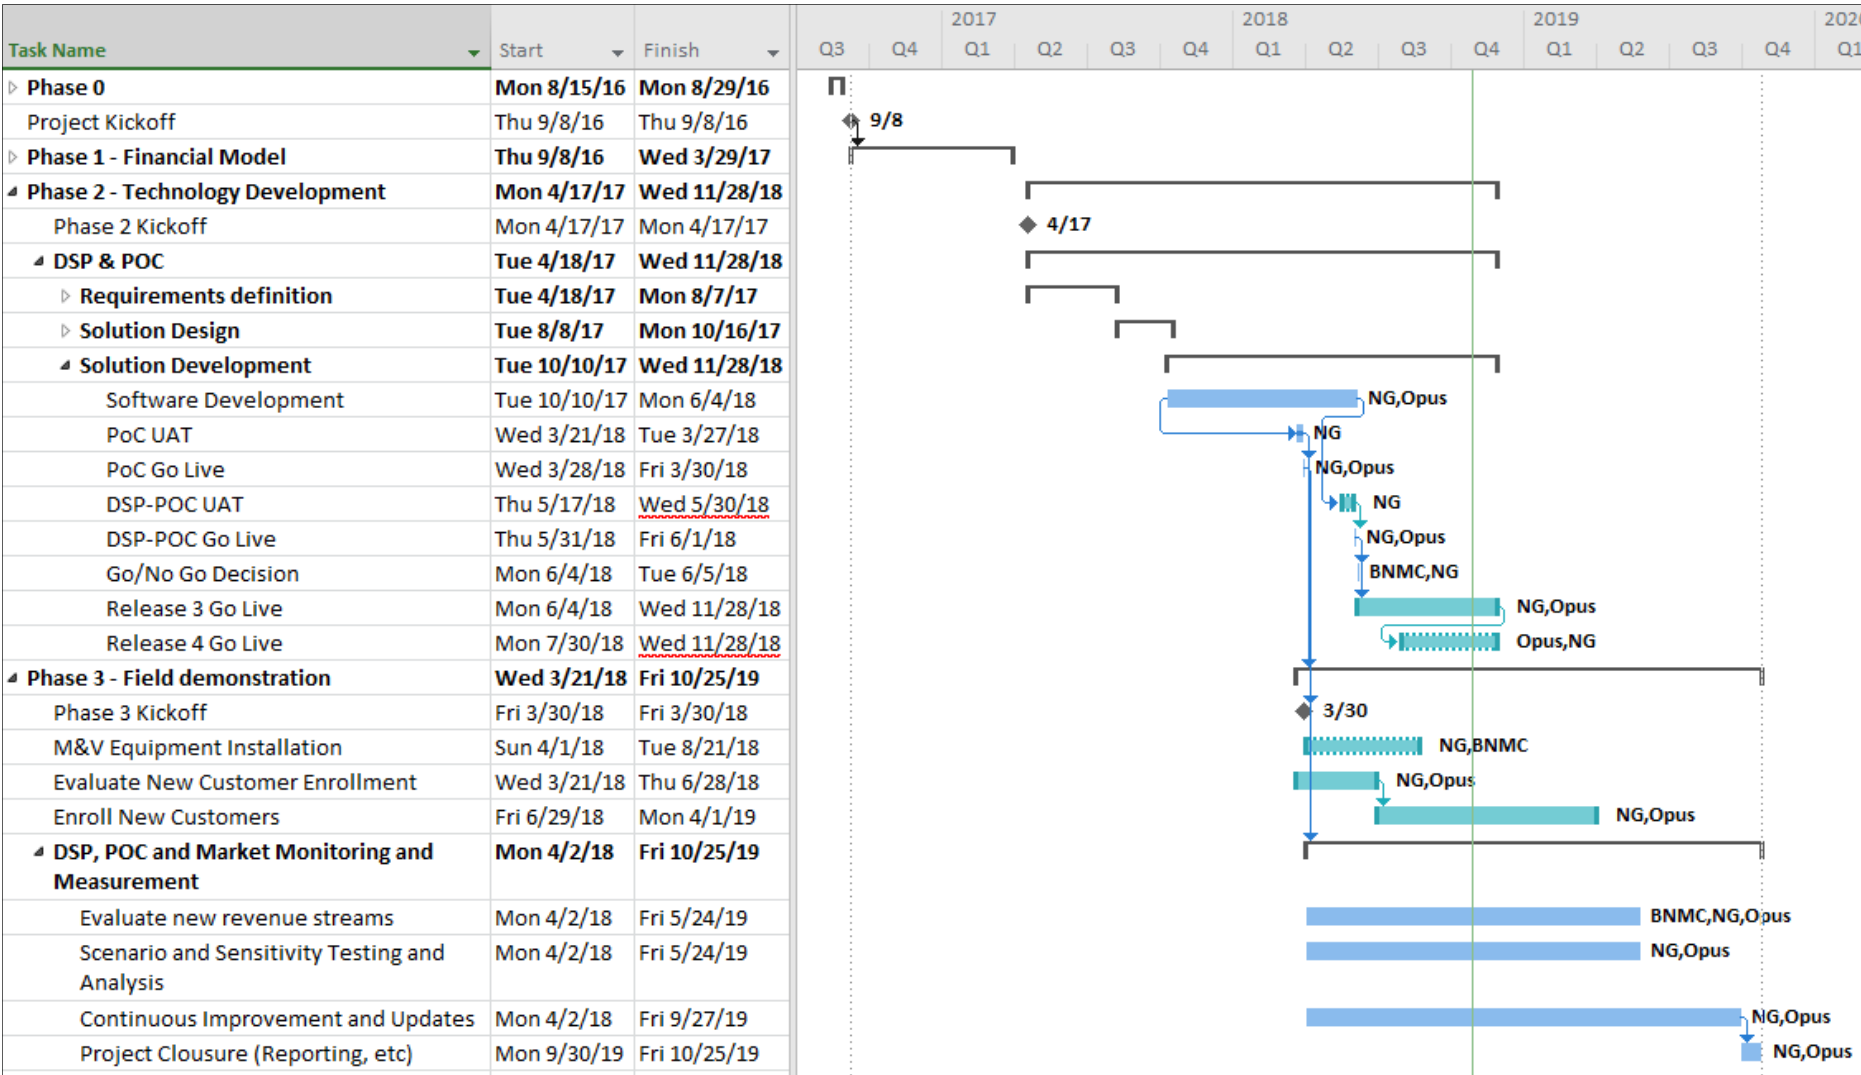 2017 2018 2019 202
Task Name Start Finish Q3 Q4 Q1 Q2 Q3 Q4 Q1 Q2 Q3 Q4 Q1 Q2 Q3 Q4 Q1
Phase 0 Mon 8/15/16 Mon 8/29/16
Project Kickoff Thu 9/8/16 Thu 9/8/16 9/8
Phase 1 - Financial Model Thu 9/8/16 Wed 3/29/17
Phase 2 - Technology Development Mon 4/17/17 Wed 11/28/18
Phase 2 Kickoff Mon 4/17/17 Mon 4/17/17 4/17
DSP & POC Tue 4/18/17 Wed 11/28/18
Requirements definition Tue 4/18/17 Mon 8/7/17
Solution Design Tue 8/8/17 Mon 10/16/17
Solution Development Tue 10/10/17 Wed 11/28/18
Software Development Tue 10/10/17 Mon 6/4/18 NG,Opus
PoC UAT Wed 3/21/18 Tue 3/27/18 NG
PoC Go Live Wed 3/28/18 Fri 3/30/18 NG,Opus
DSP-POC UAT Thu 5/17/18 Wed 5/30/18 NG
DSP-POC Go Live Thu 5/31/18 Fri 6/1/18 NG,Opus
Go/No Go Decision Mon 6/4/18 Tue 6/5/18 BNMC,NG
Release 3 Go Live Mon 6/4/18 Wed 11/28/18 NG,Opus
Release 4 Go Live Mon 7/30/18 Wed 11/28/18 Opus,NG
Phase 3 - Field demonstration Wed 3/21/18 Fri 10/25/19
Phase 3 Kickoff Fri 3/30/18 Fri 3/30/18 3/30
M&V Equipment Installation Sun 4/1/18 Tue 8/21/18 NG,BNMC
Evaluate New Customer Enrollment Wed 3/21/18 Thu 6/28/18 NG,Opus
Enroll New Customers Fri 6/29/18 Mon 4/1/19 NG,Opus
DSP, POC and Market Monitoring and Mon 4/2/18 Fri 10/25/19
Measurement
Evaluate new revenue streams Mon 4/2/18 Fri 5/24/19 BNMC,NG,Opus
Scenario and Sensitivity Testing and Mon 4/2/18 Fri 5/24/19 NG,Opus
Analysis
Continuous Improvement and Updates Mon 4/2/18 Fri 9/27/19 NG,Opus
Project Clousure (Reporting, etc) Mon 9/30/19 Fri 10/25/19 NG,Opus